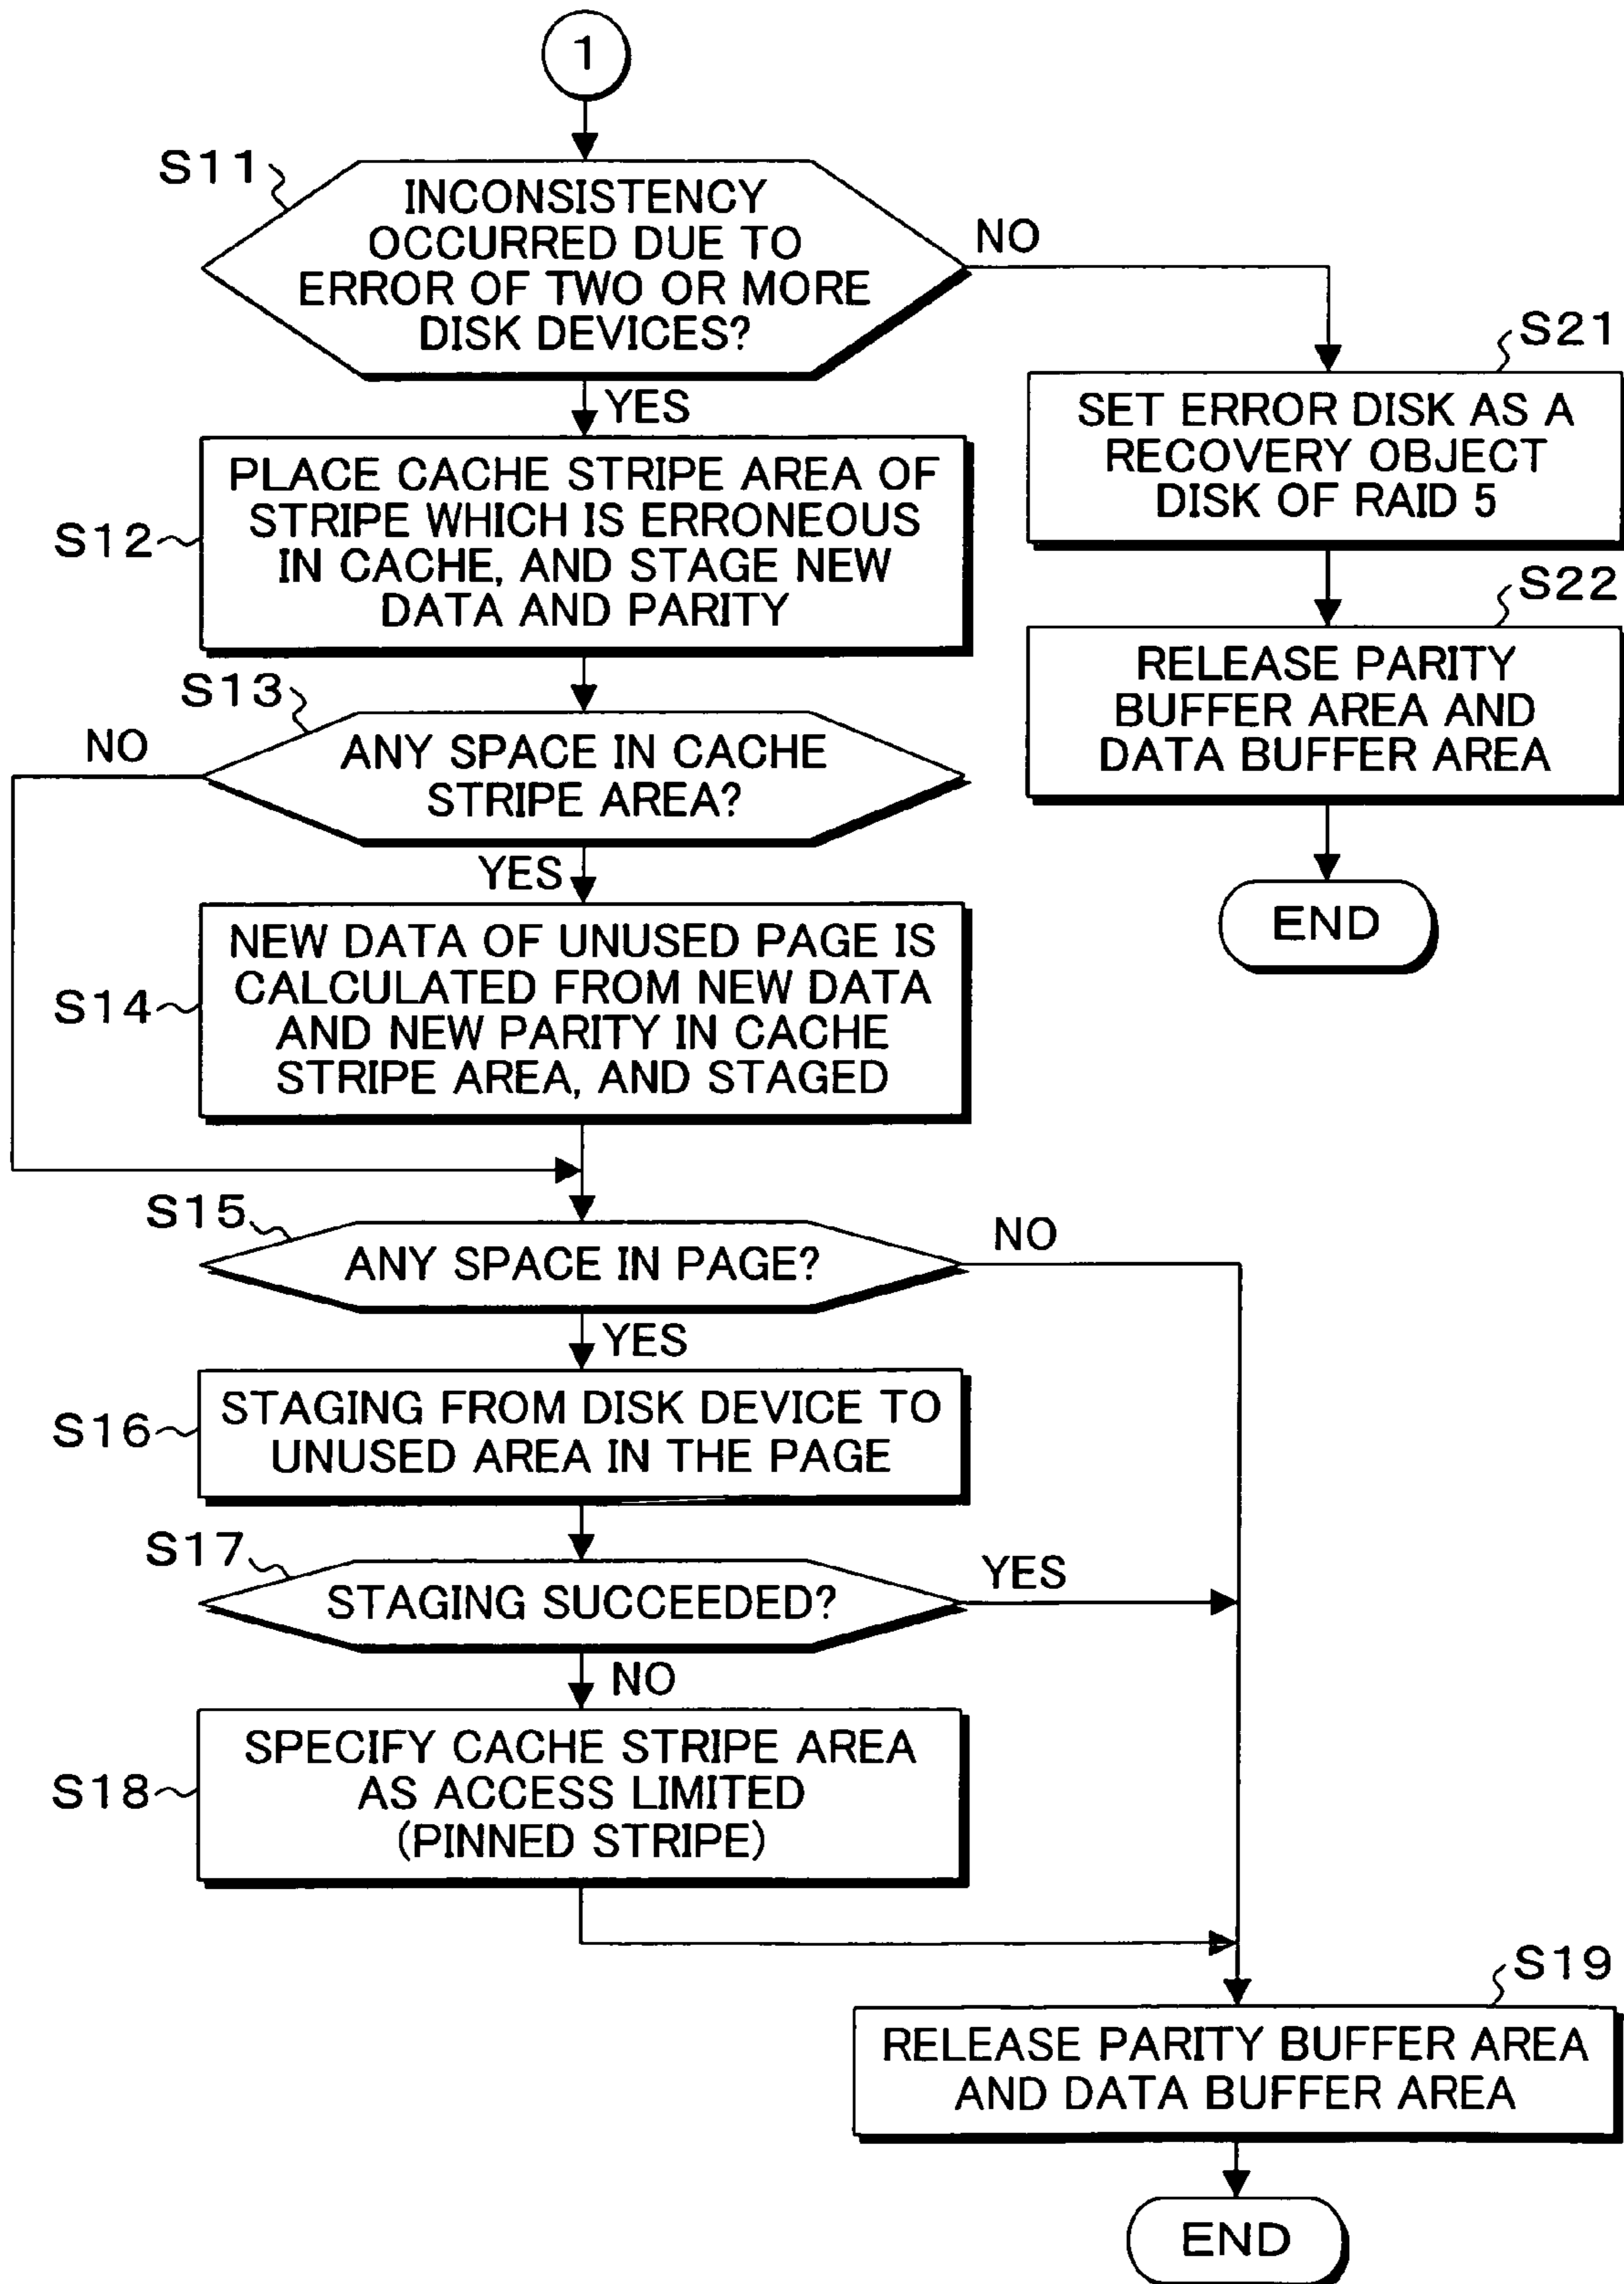 1
S11
INCONSISTENCY
OCCURRED DUE TO
ERROR OF TWO OR MORE
DISK DEVICES?
NO
YES
S21
SET ERROR DISK AS A
RECOVERY OBJECT
DISK OF RAID 5
S12
PLACE CACHE STRIPE AREA OF
STRIPE WHICH IS ERRONEOUS
IN CACHE, AND STAGE NEW
DATA AND PARITY
S22
RELEASE PARITY
BUFFER AREA AND
DATA BUFFER AREA
END
S13
NO
ANY SPACE IN CACHE
STRIPE AREA?
YES
S14
NEW DATA OF UNUSED PAGE IS
CALCULATED FROM NEW DATA
AND NEW PARITY IN CACHE
STRIPE AREA, AND STAGED
S15
ANY SPACE IN PAGE?
NO
YES
S16
STAGING FROM DISK DEVICE TO
UNUSED AREA IN THE PAGE
S17
STAGING SUCCEEDED?
YES
NO
S18
SPECIFY CACHE STRIPE AREA
AS ACCESS LIMITED
(PINNED STRIPE)
S19
RELEASE PARITY BUFFER AREA
AND DATA BUFFER AREA
END